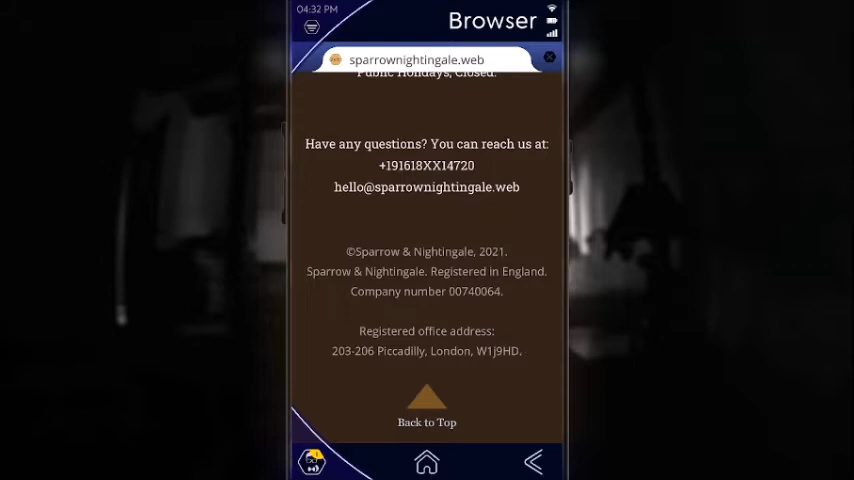 04:32 PM
Browser
sparrownightingale.web
Public Holidays, Closed.
Have any questions? You can reach us at:
+191618XX14720
hello@sparrownightingale.web
©Sparrow & Nightingale, 2021.
Sparrow & Nightingale. Registered in England.
Company number 00740064.
Registered office address:
203-206 Piccadilly, London, W1j9HD.
Back to Top